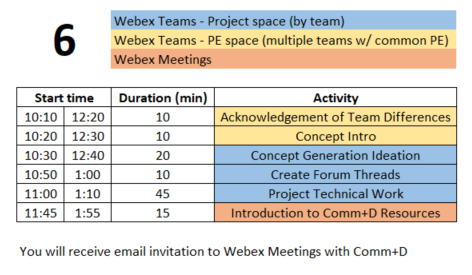 6
Webex Teams - Project space (by team)
Webex Teams - PE space (multiple teams w/ common PE)
Webex Meetings
Start time Duration (min) Activity
10:10 12:20 10 Acknowledgement of Team Differences
10:20 12:30 10 Concept Intro
10:30 12:40 20 Concept Generation Ideation
10:50 1:00 10 Create Forum Threads
11:00 1:10 45 Project Technical Work
11:45 1:55 15 Introduction to Comm+D Resources
You will receive email invitation to Webex Meetings with Comm+D